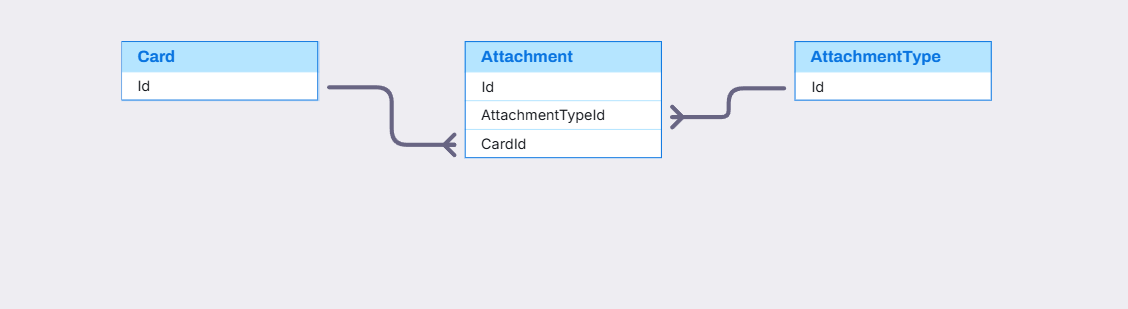 Card
Id
Attachment
Id
AttachmentTypeId
CardId
AttachmentType
Id